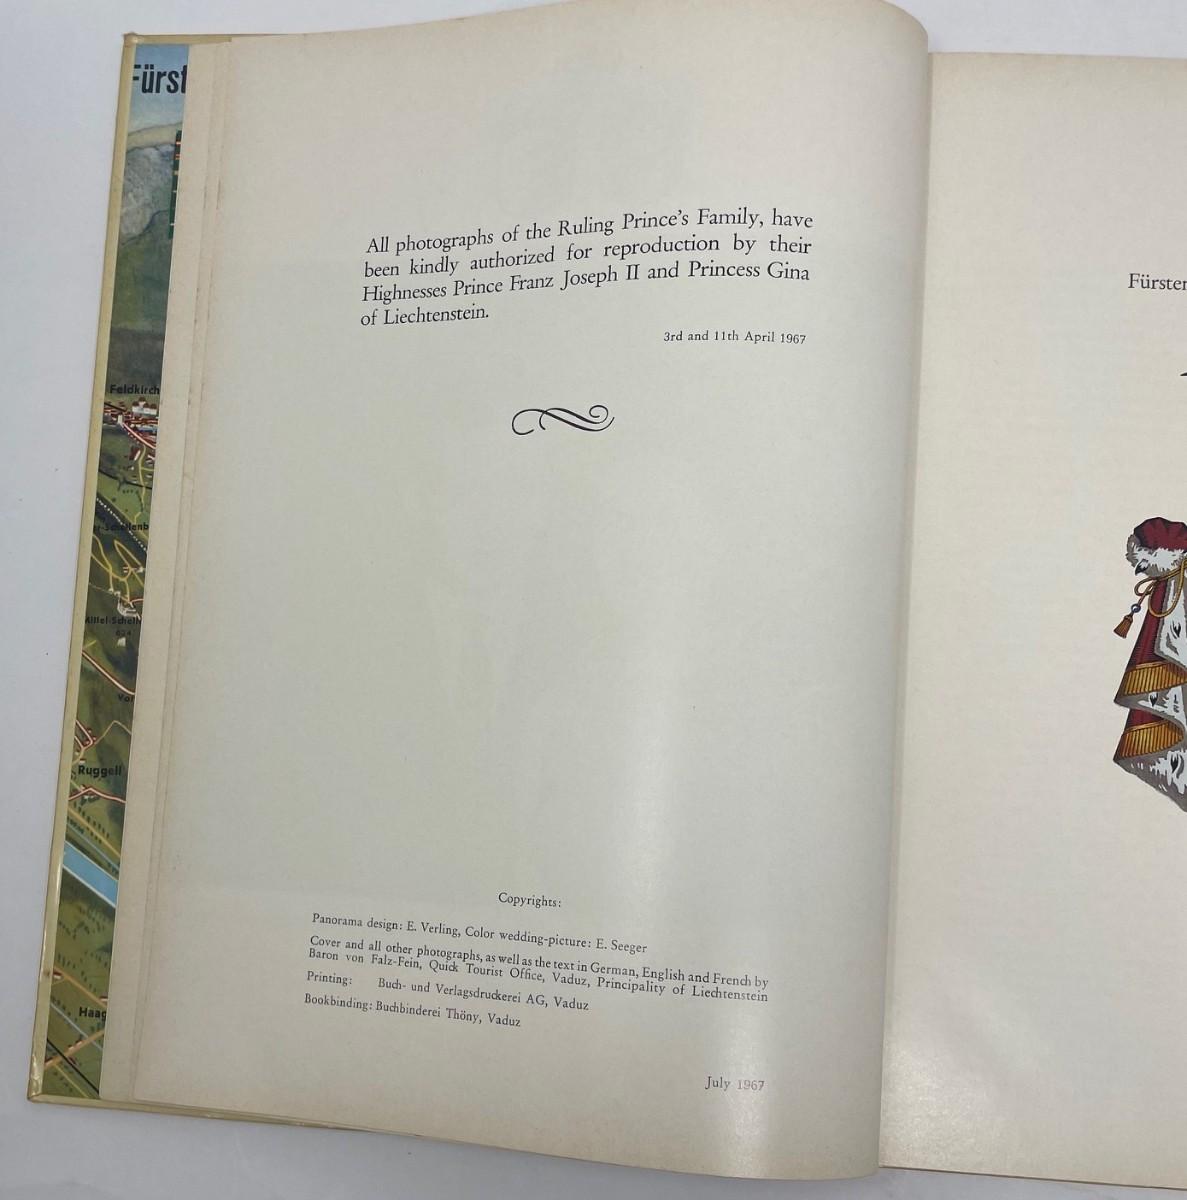 Fürst
Feldkirch
Ruggell
Haag
All photographs of the Ruling Prince's Family, have
been kindly authorized for reproduction by their
Highnesses Prince Franz Joseph II and Princess Gina
of Liechtenstein.
3rd and 11th April 1967
Copyrights:
Panorama design: E. Verling, Color wedding-picture: E. Seeger
Cover and all other photographs, as well as the text in German, English and French by
Baron von Falz-Fein, Quick Tourist Office, Vaduz, Principality of Liechtenstein
Printing: Buch- und Verlagsdruckerei AG, Vaduz
Bookbinding: Buchbinderei Thöny, Vaduz
July 1967
Fürsten